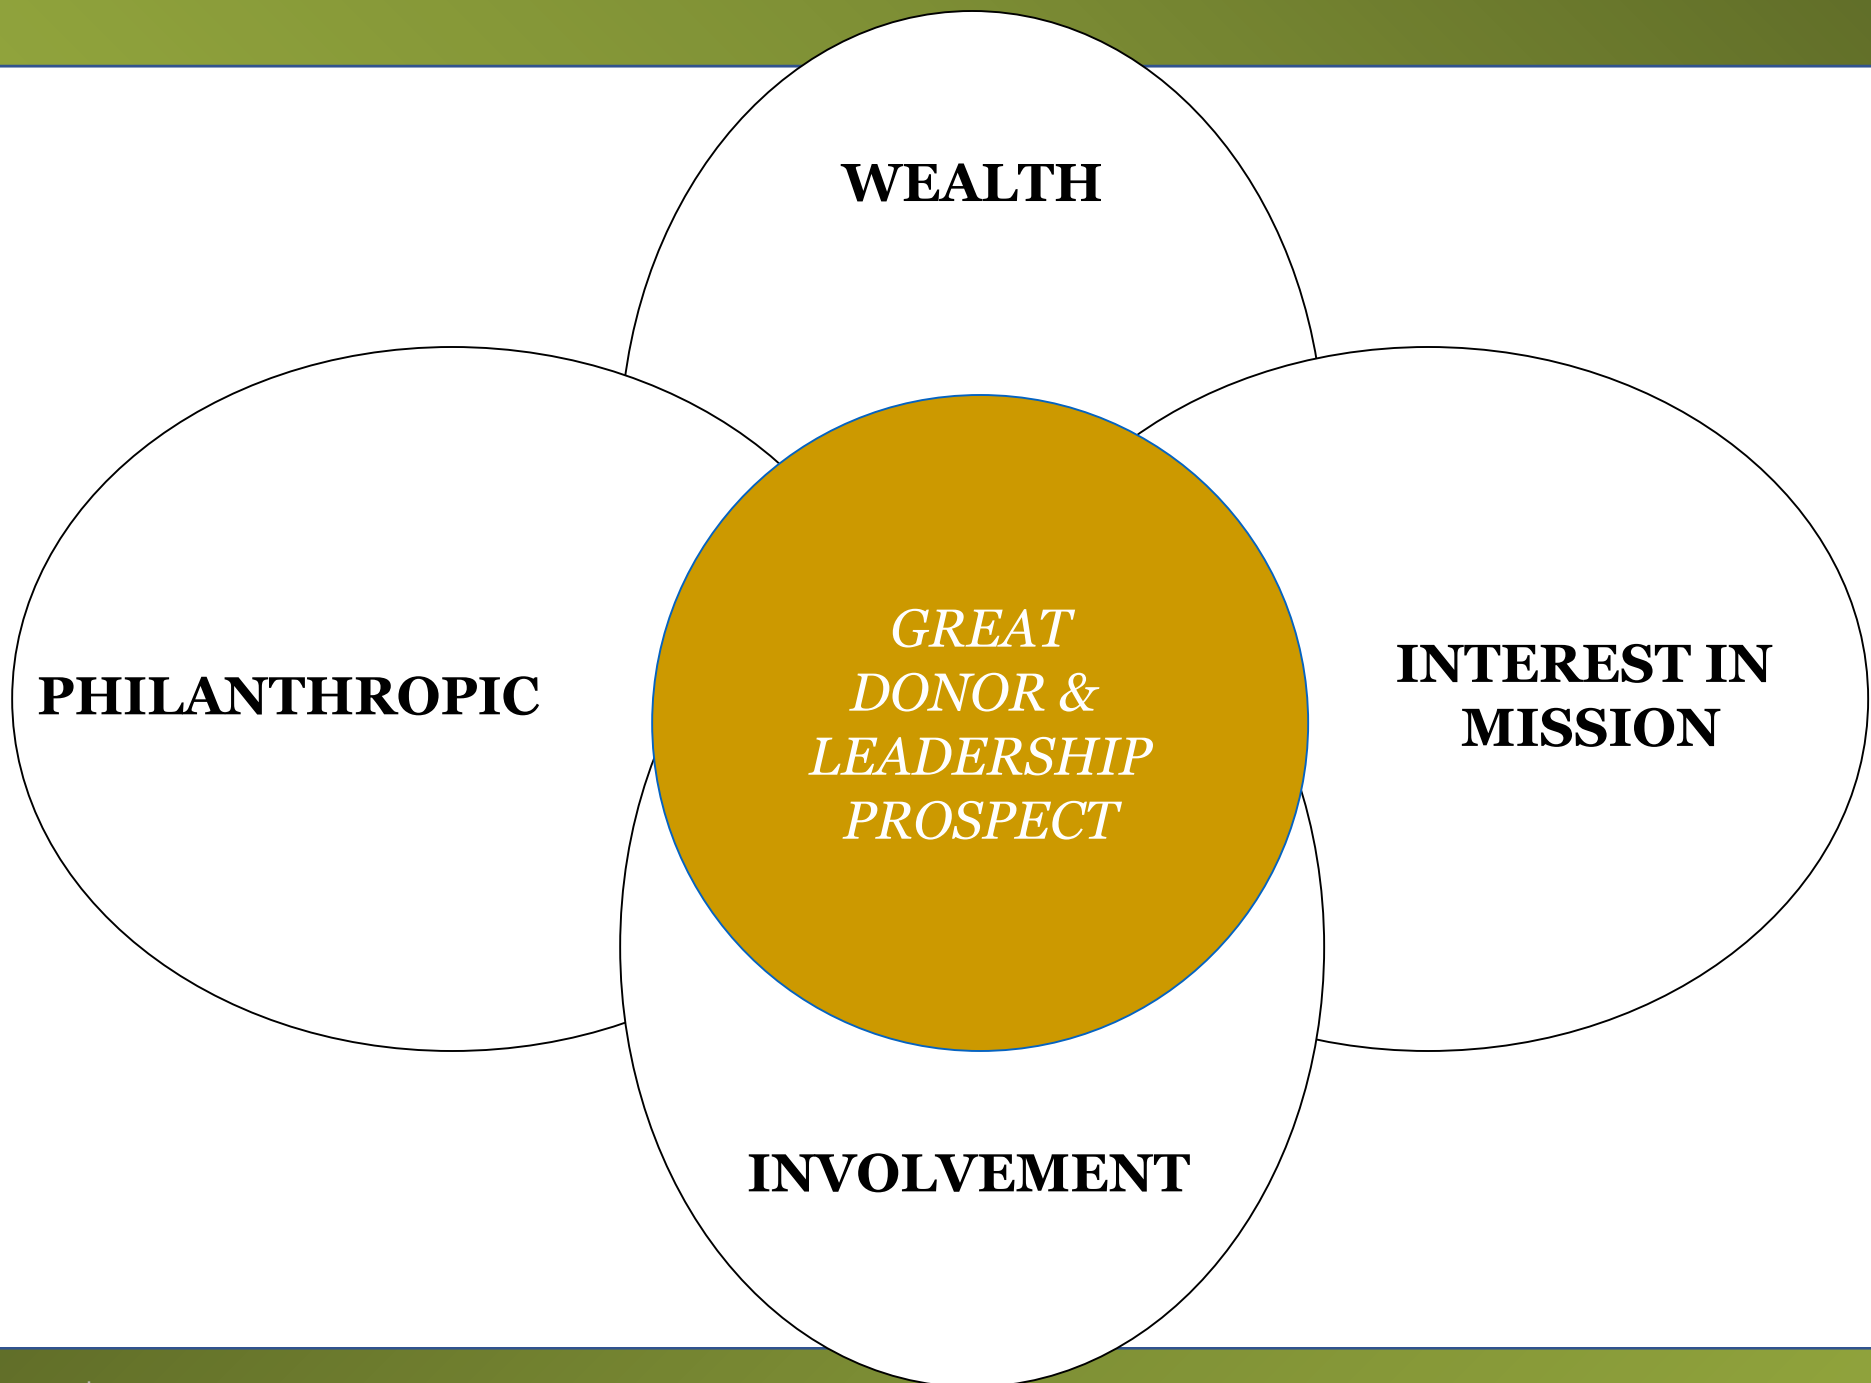 WEALTH
PHILANTHROPIC
GREAT
DONOR &
LEADERSHIP
PROSPECT
INTEREST IN
MISSION
INVOLVEMENT